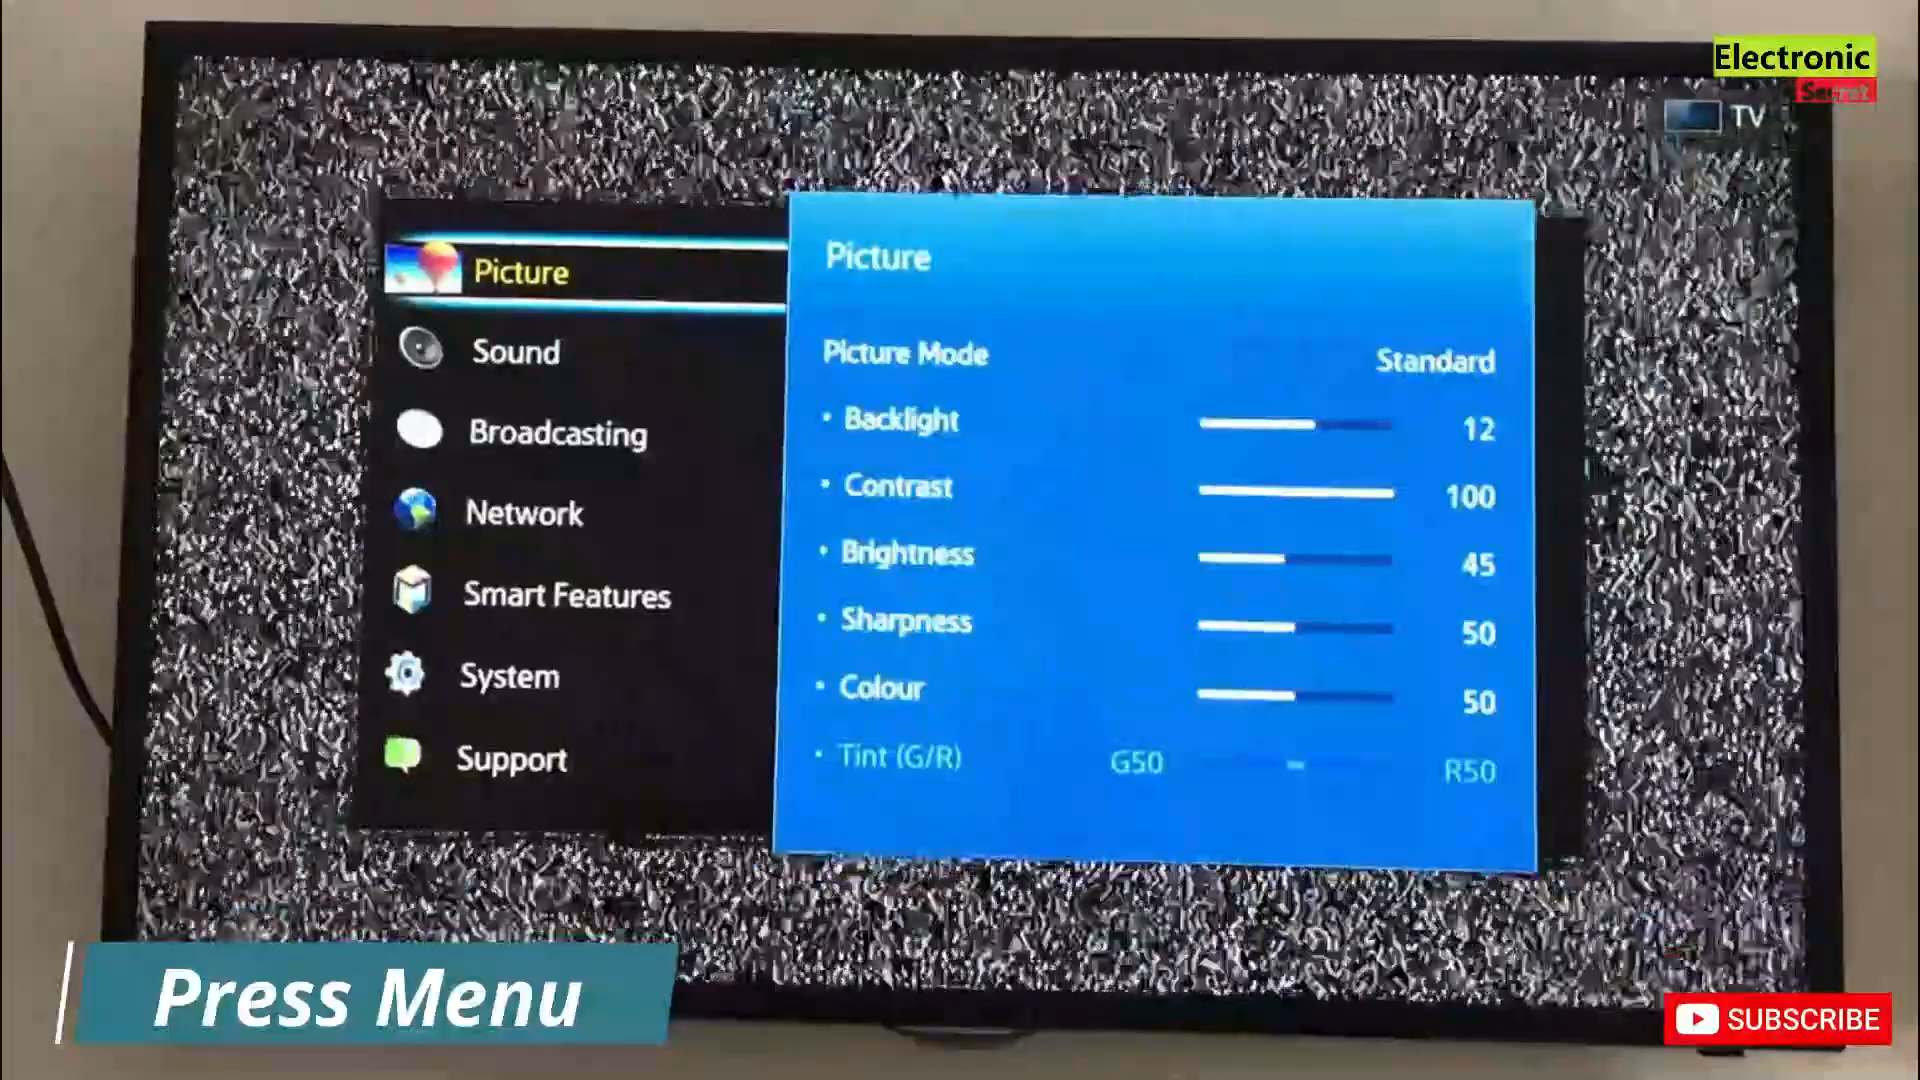 Electronic
Secret
TV
Picture
Sound
Broadcasting
Network
Smart Features
System
Support
Picture
Picture Mode Standard
· Backlight 12
· Contrast 100
· Brightness 45
· Sharpness 50
· Colour 50
· Tint (G/R) G50 R50
Press Menu
SUBSCRIBE